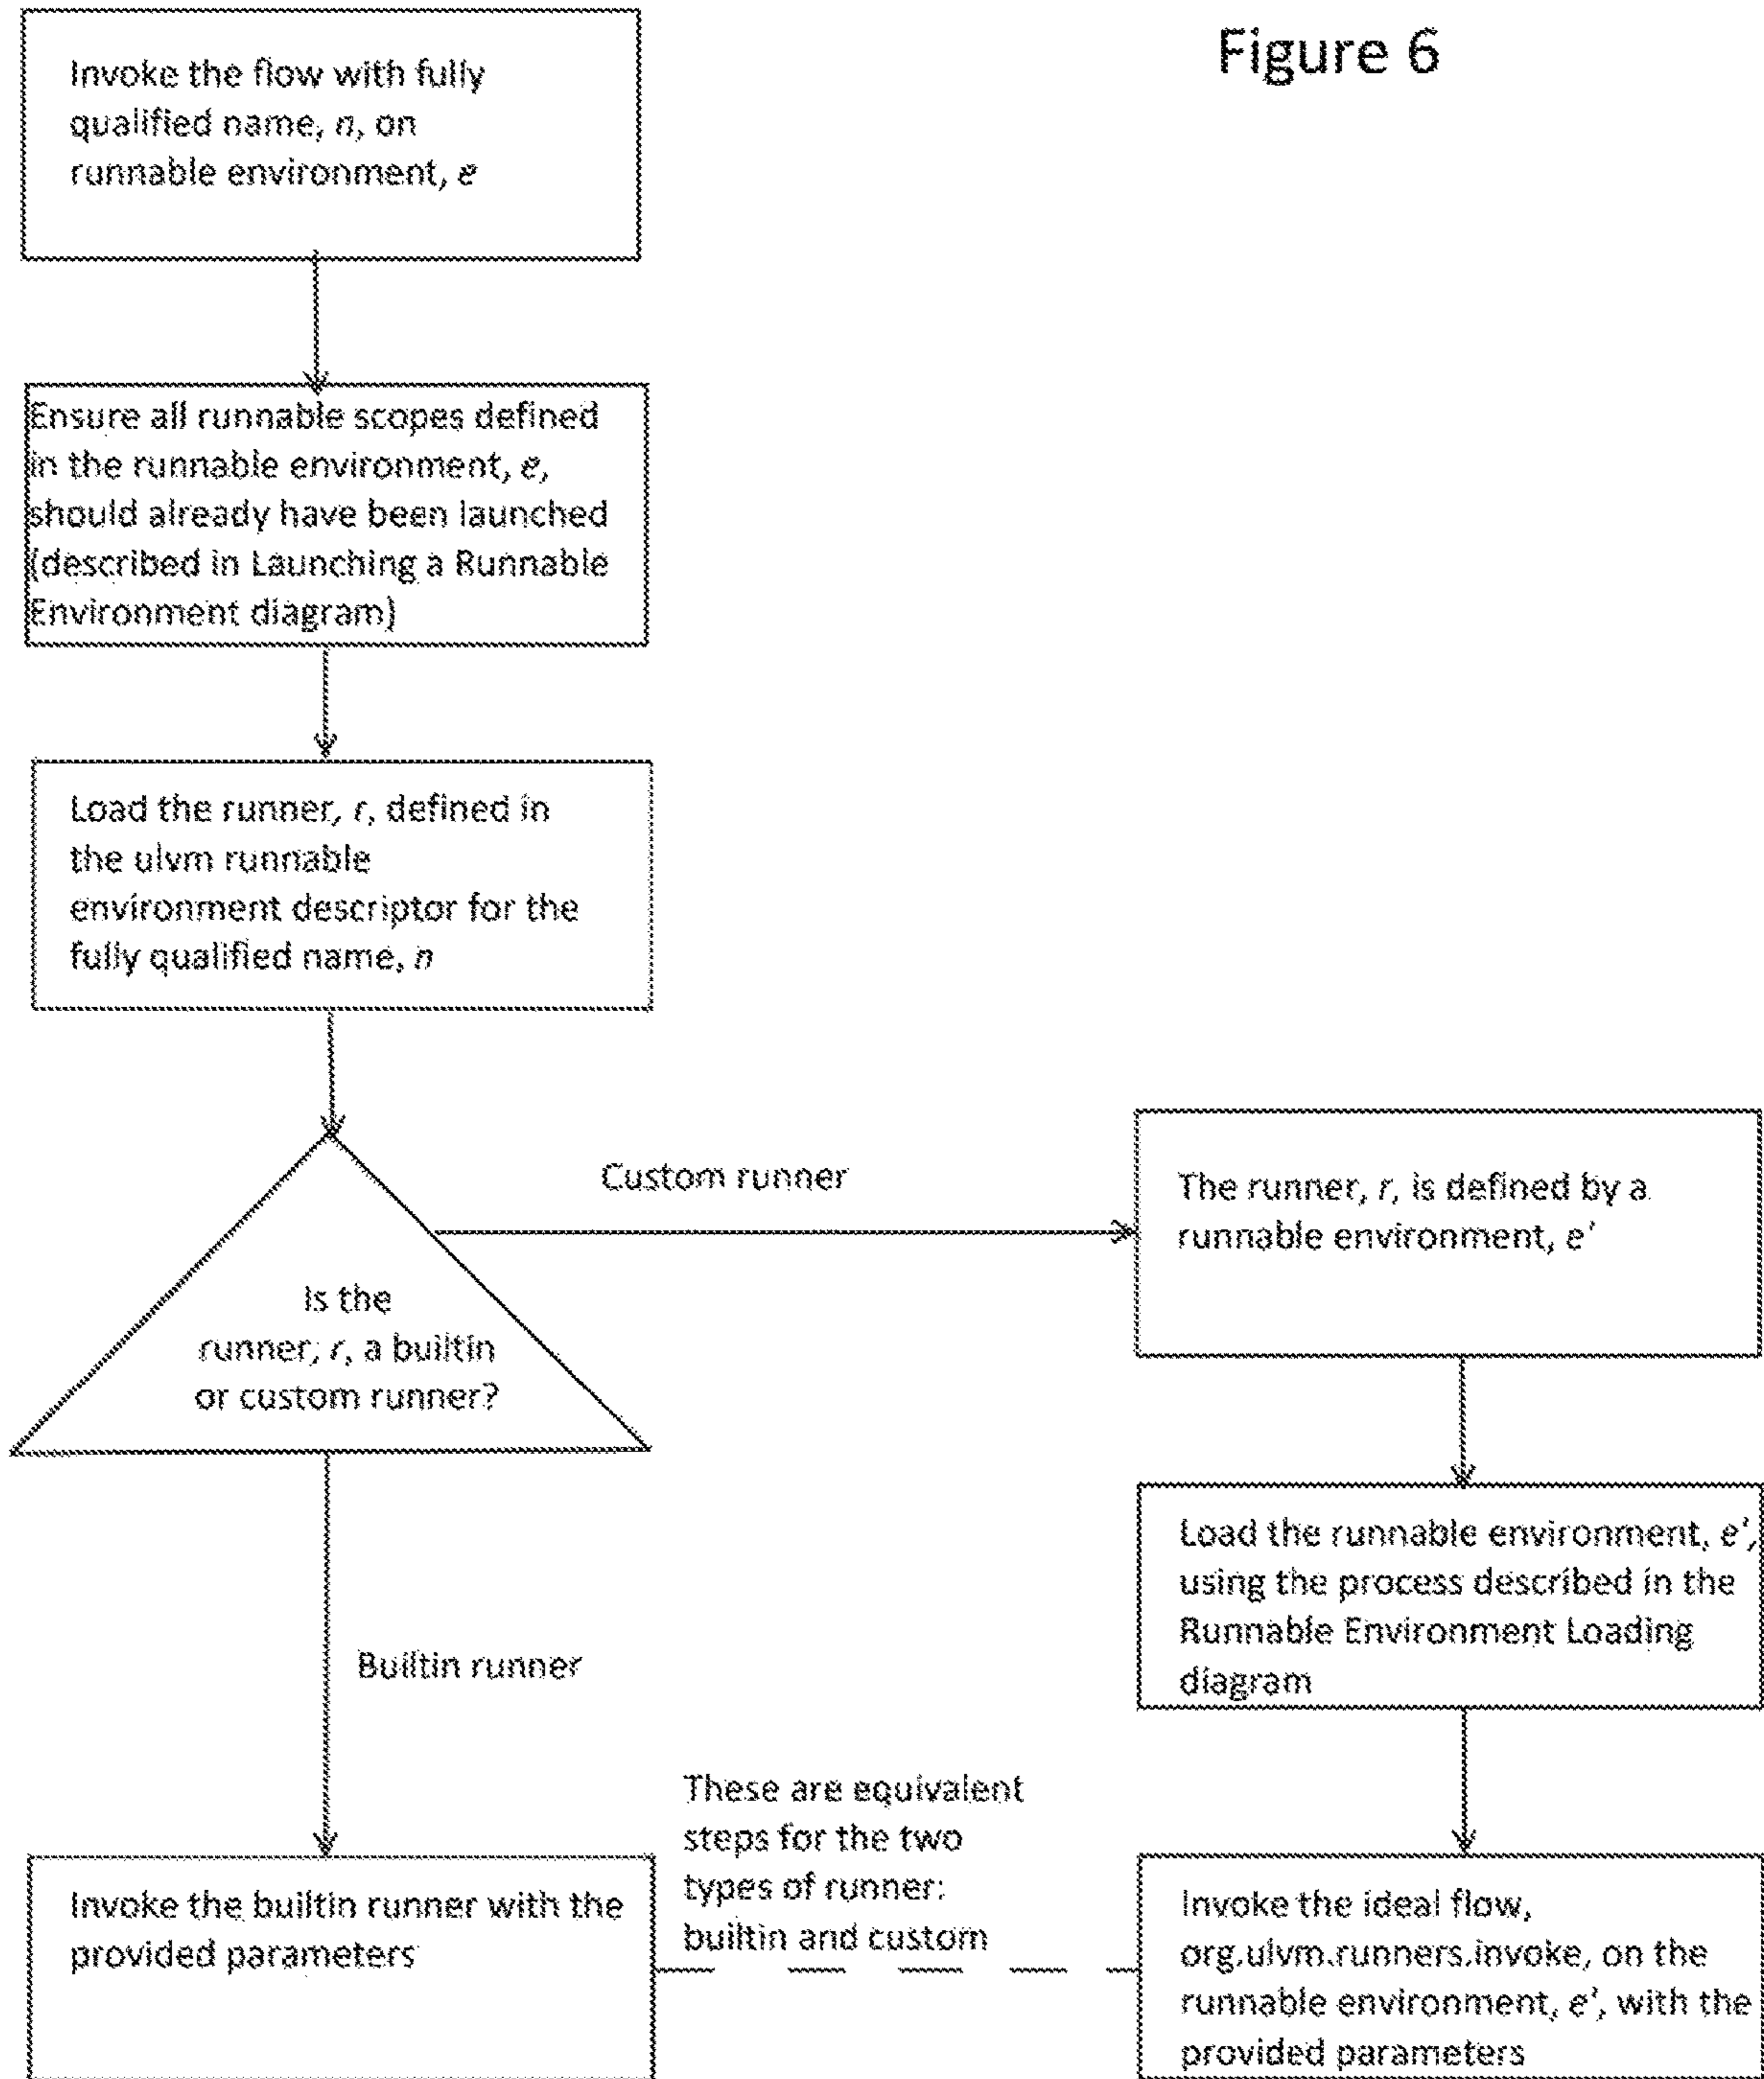 Figure 6
Invoke the flow with fully
qualified name, n, on
runnable environment, e
Ensure all runnable scopes defined
in the runnable environment, e,
should already have been launched
(described in Launching a Runnable
Environment diagram)
Load the runner, r, defined in
the ulvm runnable
environment descriptor for the
fully qualified name, n
Is the
runner, r, a builtin
or custom runner?
Custom runner
The runner, r, is defined by a
runnable environment, e'
Load the runnable environment, e',
using the process described in the
Runnable Environment Loading
diagram
Builtin runner
Invoke the builtin runner with the
provided parameters
These are equivalent
steps for the two
types of runner:
builtin and custom
Invoke the ideal flow,
org.ulvm.runners.invoke, on the
runnable environment, e', with the
provided parameters